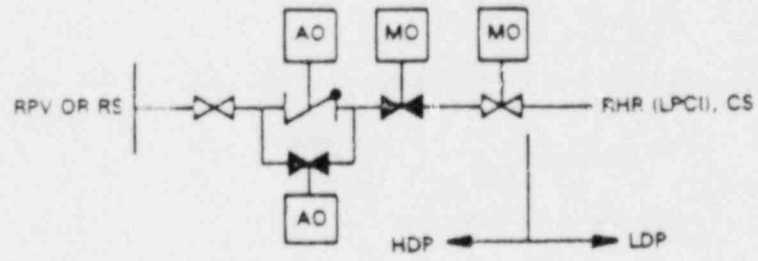 AO
MO
MO
RPV OR RS
RHR (LPCI), CS
AO
HDP
LDP